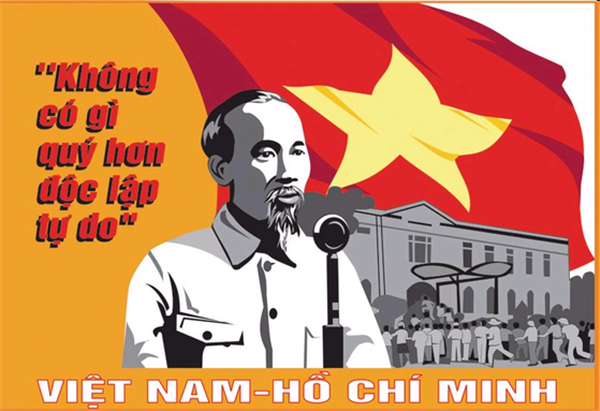 "Không
có gì
quý hơn
độc lập
tự do"
VIỆT NAM-HỒ CHÍ MINH